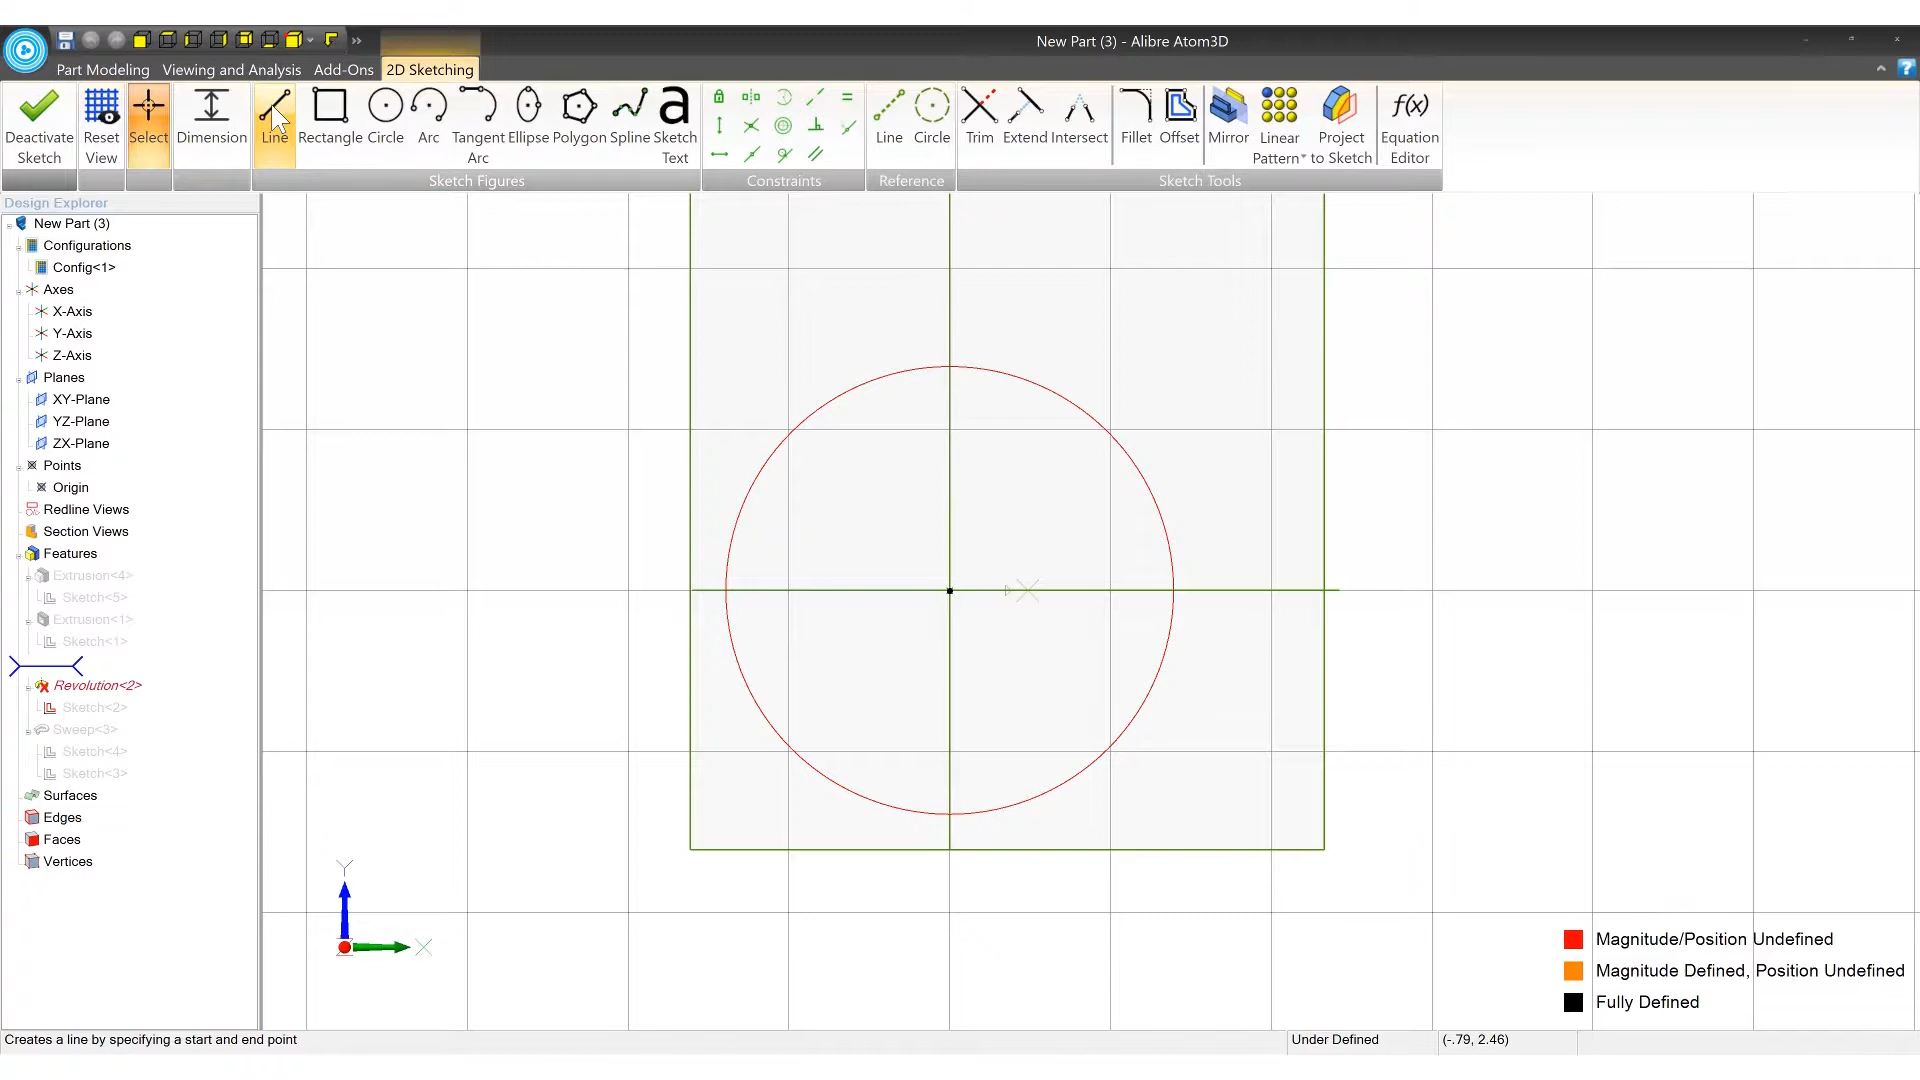 New Part (3) - Alibre Atom3D
Part Modeling Viewing and Analysis Add-Ons 2D Sketching
Deactivate Sketch
Reset View
Select
Dimension
Line
Rectangle
Circle
Arc
Tangent Arc
Ellipse
Polygon
Spline
a
Sketch Text
Line
Circle
Trim
Extend
Intersect
Fillet
Offset
Mirror
Linear Pattern
Project to Sketch
f(x)
Equation Editor
Sketch Figures
Constraints
Reference
Sketch Tools
Design Explorer
New Part (3)
Configurations
Config<1>
Axes
X-Axis
Y-Axis
Z-Axis
Planes
XY-Plane
YZ-Plane
ZX-Plane
Points
Origin
Redline Views
Section Views
Features
Extrusion<4>
Sketch<5>
Extrusion<1>
Sketch<1>
Revolution<2>
Sketch<2>
Sweep<3>
Sketch<4>
Sketch<3>
Surfaces
Edges
Faces
Vertices
Y
X
Z
X
Magnitude/Position Undefined
Magnitude Defined, Position Undefined
Fully Defined
Creates a line by specifying a start and end point
Under Defined
(-.79, 2.46)